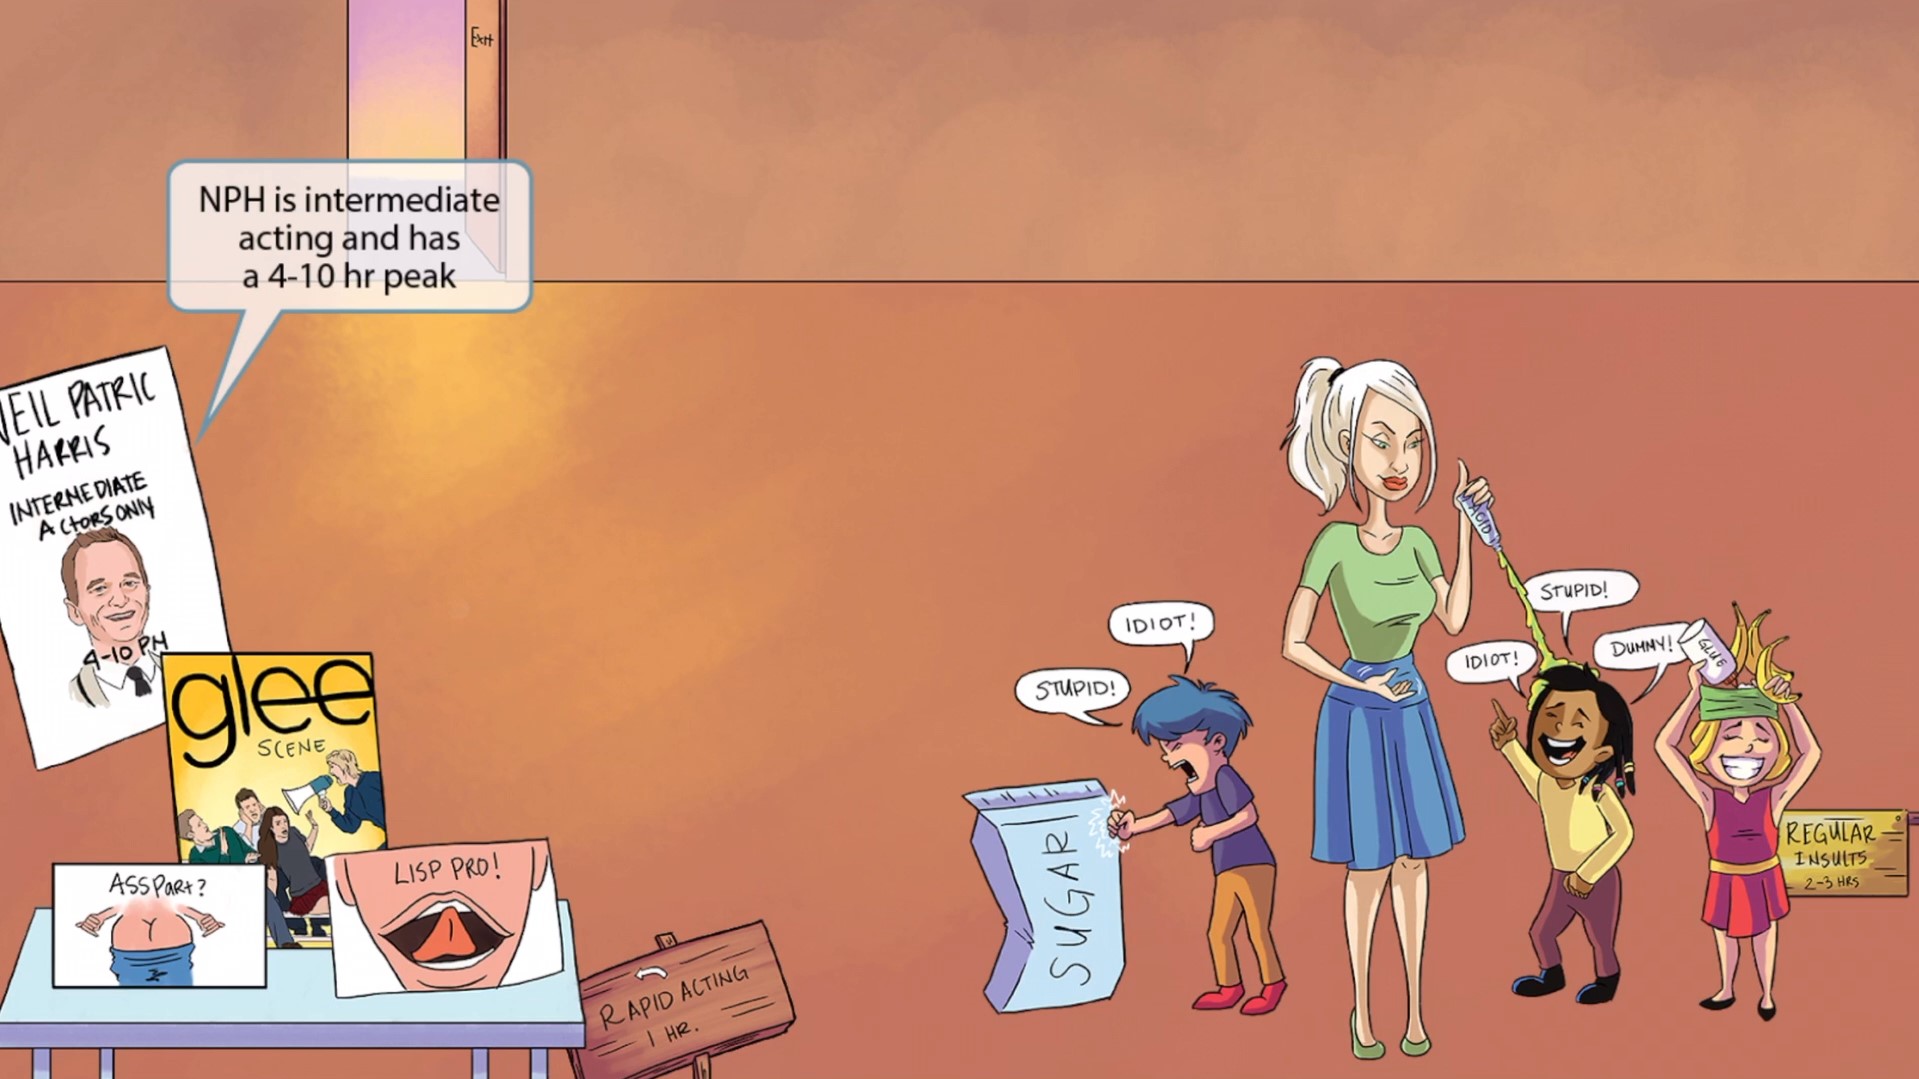 Exit
NPH is intermediate
acting and has
a 4-10 hr peak
NEIL PATRIC
HARRIS
INTERMEDIATE
ACTORS ONLY
4-10 PM
glee
SCENE
ASS PaRt?
LISP PRO!
RAPID ACTING
1 HR.
STUPID!
IDIOT!
SUGAR
ACID
STUPID!
IDIOT!
DUMMY!
GLUE
REGULAR
INSULTS
2-3 HRS